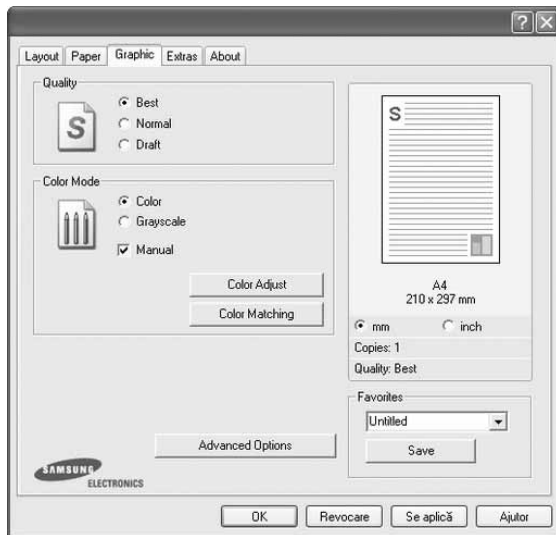 Layout Paper Graphic Extras About
Quality
S
Best
Normal
Draft
Color Mode
Color
Grayscale
Manual
Color Adjust
Color Matching
Advanced Options
SAMSUNG
ELECTRONICS
S
A4
210 x 297 mm
mm inch
Copies: 1
Quality: Best
Favorites
Untitled
Save
OK Revocare Se aplică Ajutor